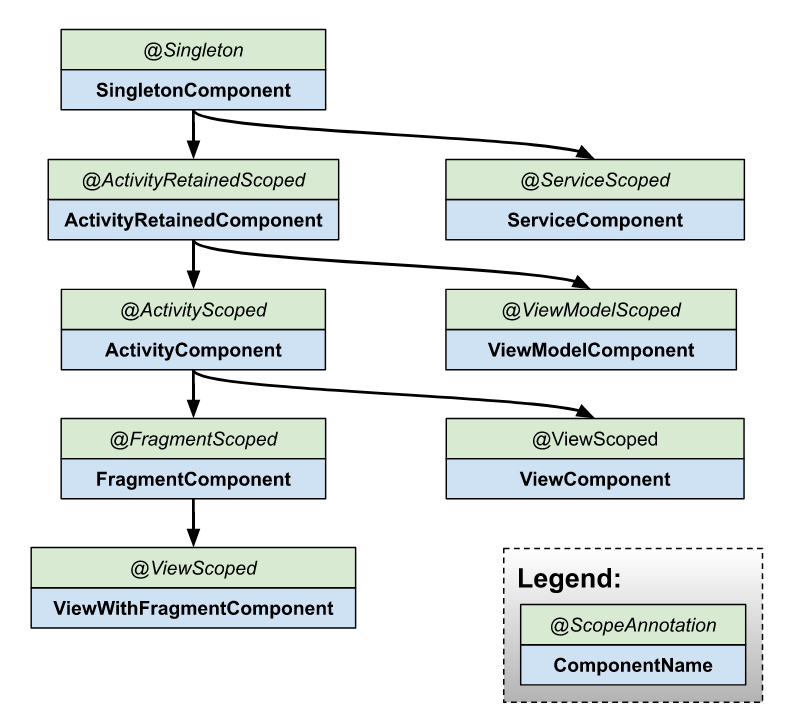 @Singleton
SingletonComponent
@ActivityRetainedScoped
ActivityRetainedComponent
@ServiceScoped
ServiceComponent
@ActivityScoped
ActivityComponent
@ViewModelScoped
ViewModelComponent
@FragmentScoped
FragmentComponent
@ViewScoped
ViewComponent
@ViewScoped
ViewWithFragmentComponent
Legend:
@ScopeAnnotation
ComponentName